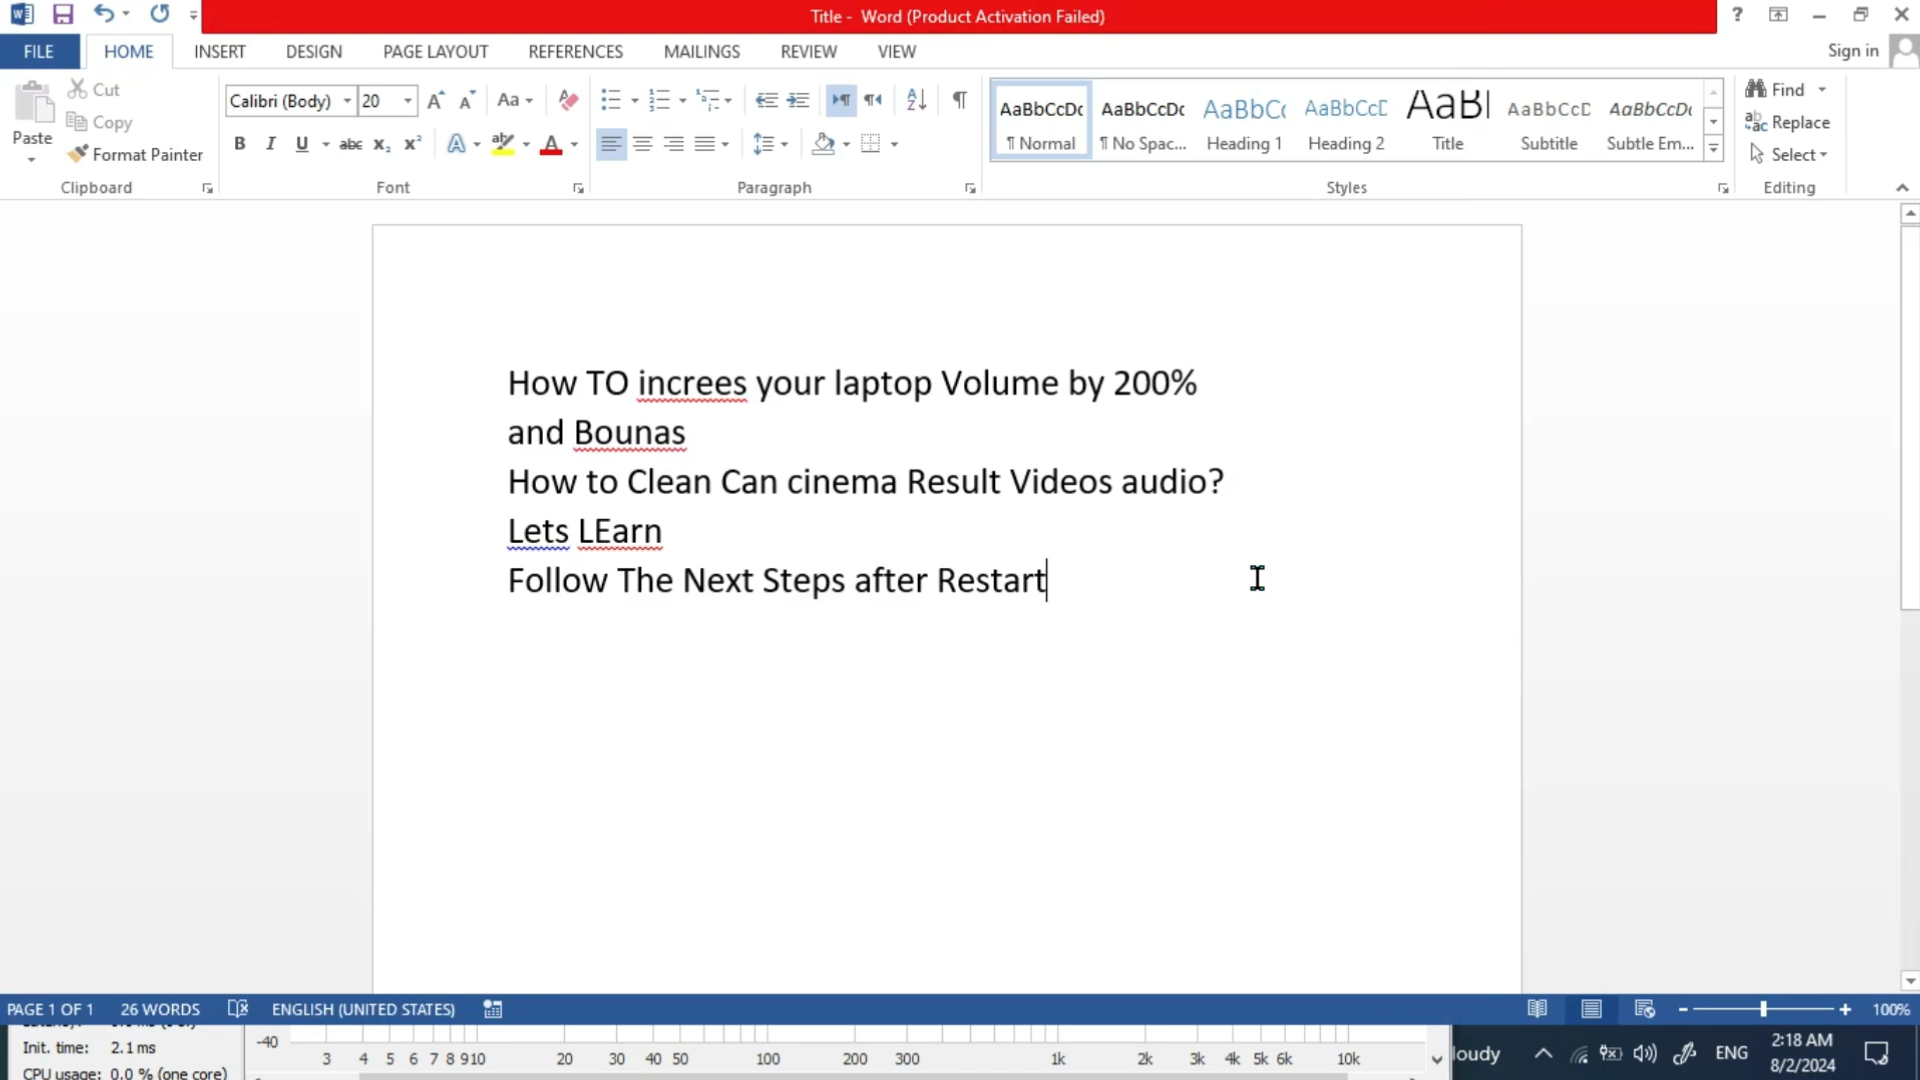 Title - Word (Product Activation Failed)
FILE HOME INSERT DESIGN PAGE LAYOUT REFERENCES MAILINGS REVIEW VIEW Sign in
Paste
Cut
Copy
Format Painter
Clipboard
Calibri (Body) 20
Font
Paragraph
AaBbCcDc AaBbCcDc AaBbCc AaBbCcD AaBl AaBbCcD AaBbCcDc
¶ Normal ¶ No Spac... Heading 1 Heading 2 Title Subtitle Subtle Em...
Styles
Find
Replace
Select
Editing
How TO increes your laptop Volume by 200%
and Bounas
How to Clean Can cinema Result Videos audio?
Lets LEarn
Follow The Next Steps after Restart
PAGE 1 OF 1 26 WORDS ENGLISH (UNITED STATES) 100%
Init. time: 2.1 ms
CPU usage: 0.0 % (one core)
-40
3 4 5 6 7 8 9 10 20 30 40 50 100 200 300 1k 2k 3k 4k 5k 6k 10k
loudy ENG 2:18 AM
8/2/2024